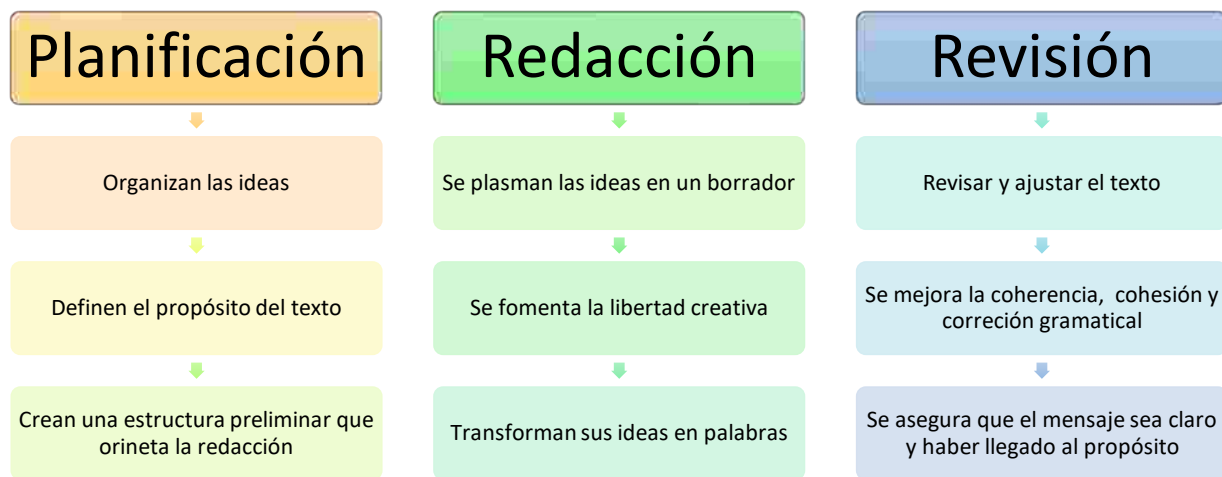 Planificación
Organizan las ideas
Definen el propósito del texto
Crean una estructura preliminar que
orineta la redacción
Redacción
Se plasman las ideas en un borrador
Se fomenta la libertad creativa
Transforman sus ideas en palabras
Revisión
Revisar y ajustar el texto
Se mejora la coherencia, cohesión y
correción gramatical
Se asegura que el mensaje sea claro
y haber llegado al propósito